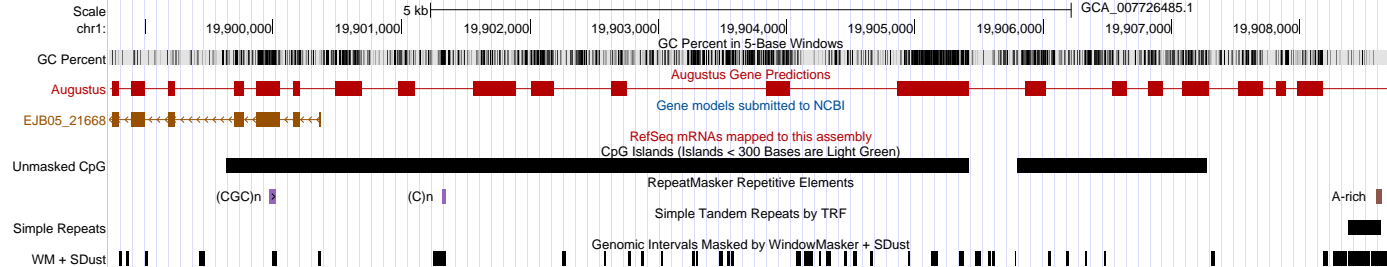 Scale 5 kb GCA_007726485.1
chr1: 19,900,000 19,901,000 19,902,000 19,903,000 19,904,000 19,905,000 19,906,000 19,907,000 19,908,000
GC Percent in 5-Base Windows
GC Percent
Augustus Gene Predictions
Augustus
Gene models submitted to NCBI
EJB05_21668
RefSeq mRNAs mapped to this assembly
CpG Islands (Islands < 300 Bases are Light Green)
Unmasked CpG
RepeatMasker Repetitive Elements
(CGC)n (C)n A-rich
Simple Tandem Repeats by TRF
Simple Repeats
Genomic Intervals Masked by WindowMasker + SDust
WM + SDust